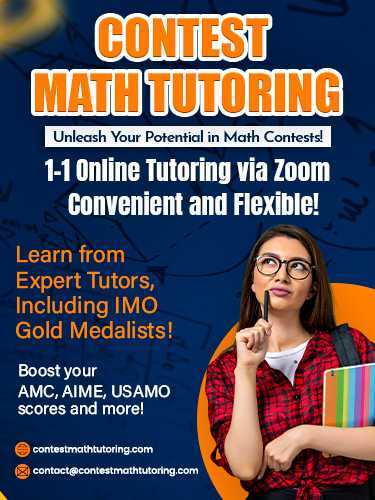 CONTEST
MATH TUTORING
Unleash Your Potential in Math Contests!
1-1 Online Tutoring via Zoom
Convenient and Flexible!
Learn from
Expert Tutors,
Including IMO
Gold Medalists!
Boost your
AMC, AIME, USAMO
scores and more!
contestmathtutoring.com
contact@contestmathtutoring.com